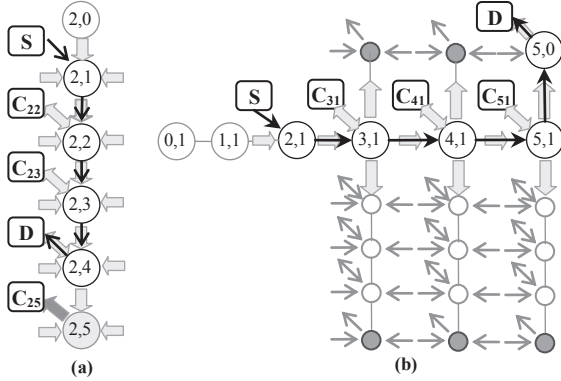 2,0
S
2,1
C22
2,2
C23
2,3
D
2,4
C25
2,5
(a)
D
5,0
S
C31
C41
C51
0,1 1,1 2,1 3,1 4,1 5,1
(b)